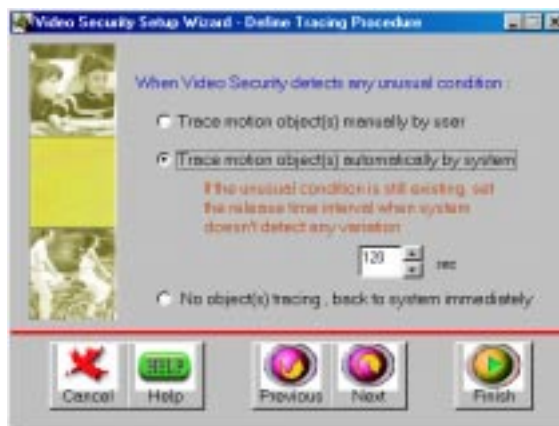 Video Security Setup Wizard - Define Tracing Procedure
When Video Security detects any unusual condition :
Trace motion object(s) manually by user
Trace motion object(s) automatically by system
If the unusual condition is still existing, set
the release time interval when system
doesn't detect any variation
120 sec
No object(s) tracing , back to system immediately
HELP
Cancel Help Previous Next Finish